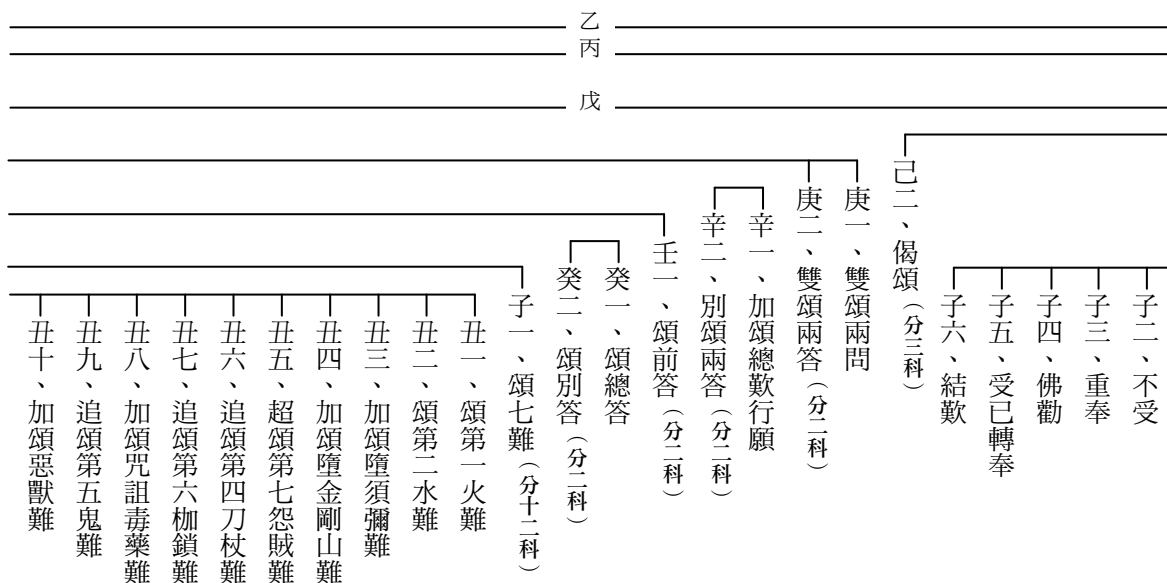 乙
丙
戊
子二、不受
子三、重奉
子四、佛勸
子五、受已轉奉
子六、結歎
己二、偈頌（分三科）
庚一、雙頌兩問
庚二、雙頌兩答（分二科）
辛一、加頌總歎行願
辛二、別頌兩答（分二科）
壬一、頌前答（分二科）
癸一、頌總答
癸二、頌別答（分二科）
子一、頌七難（分十二科）
丑一、頌第一火難
丑二、頌第二水難
丑三、加頌墮須彌難
丑四、加頌墮金剛山難
丑五、超頌第七怨賊難
丑六、追頌第四刀杖難
丑七、追頌第六枷鎖難
丑八、加頌咒詛毒藥難
丑九、追頌第五鬼難
丑十、加頌惡獸難